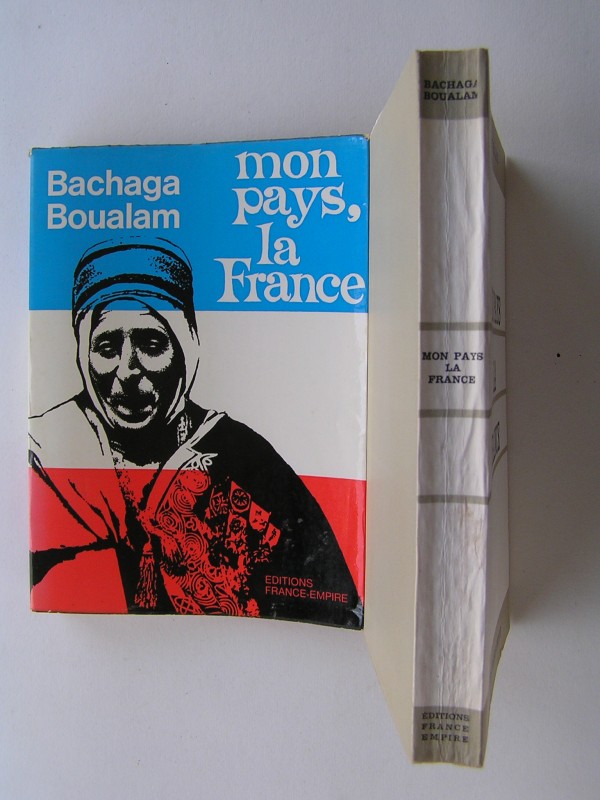 Bachaga
Boualam
mon
pays,
la
France
EDITIONS
FRANCE-EMPIRE
BACHAGA
BOUALAM
MON PAYS
LA
FRANCE
EDITIONS
FRANCE
EMPIRE